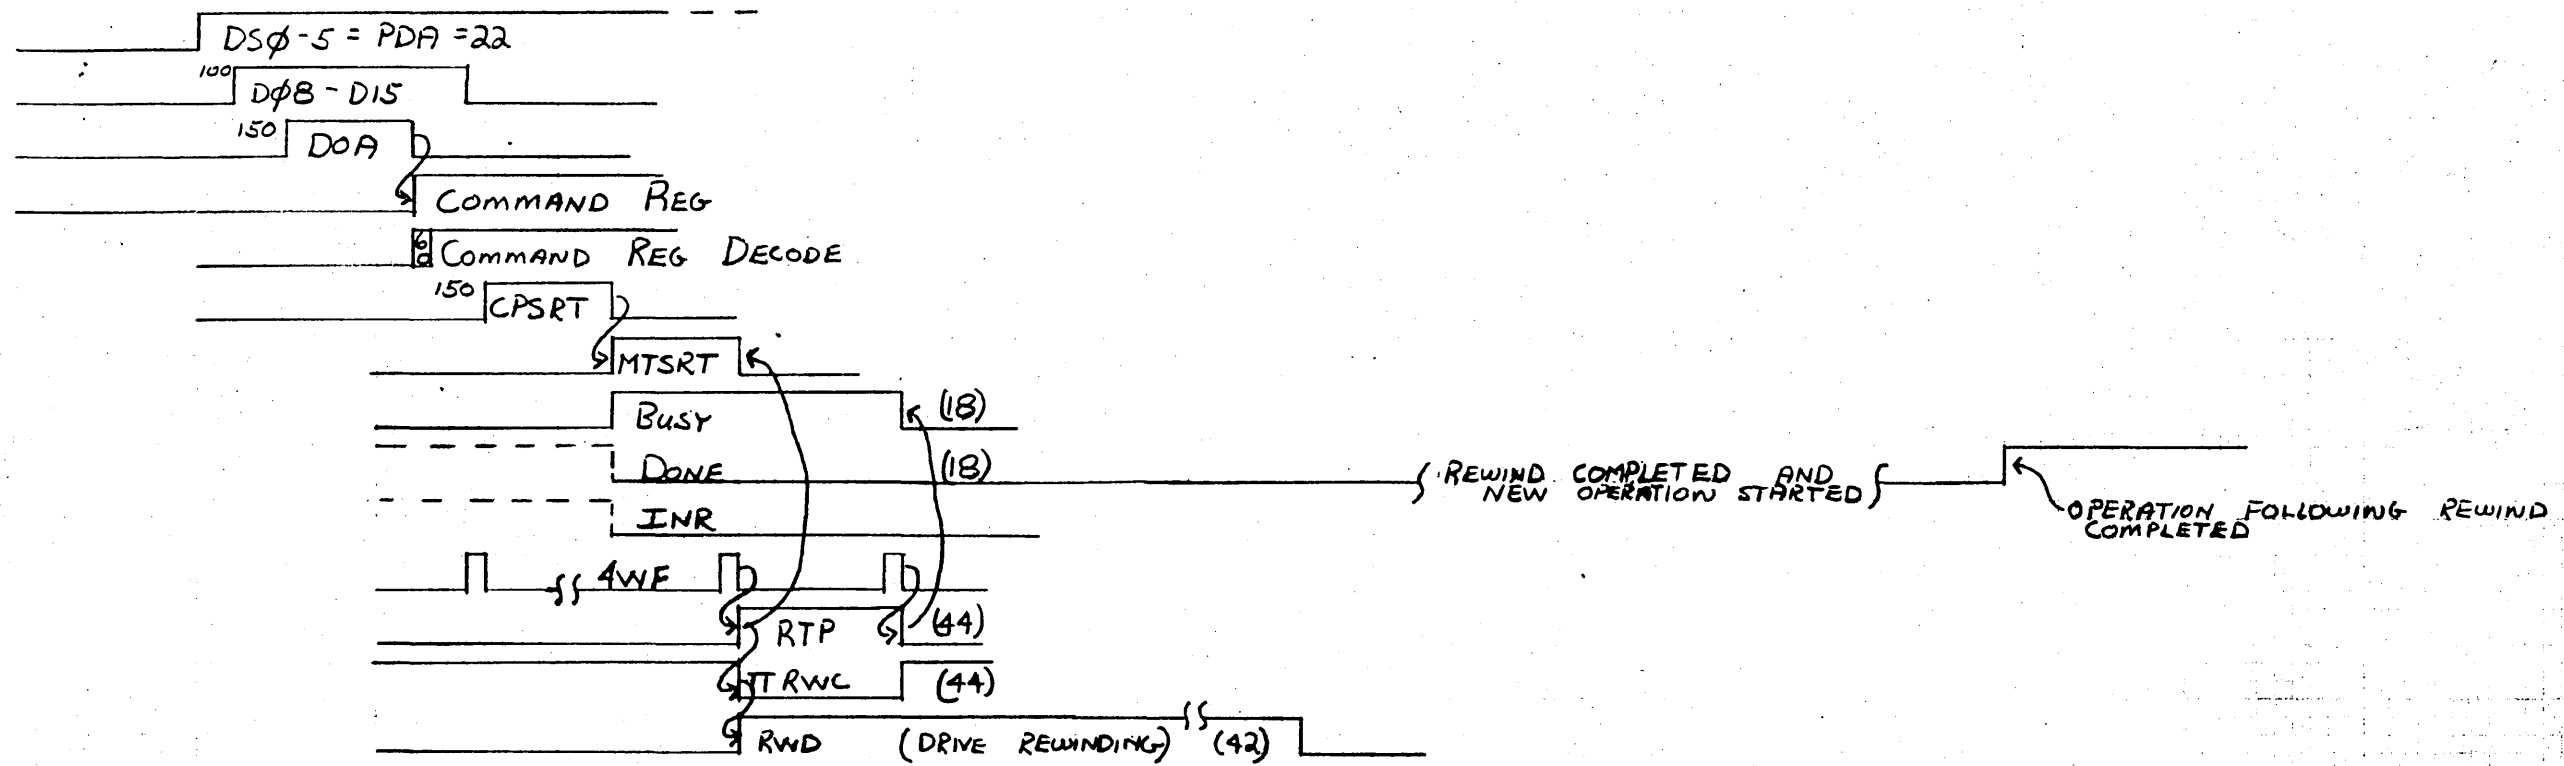 DSØ-5 = PDA =22
100
DØ8 - D15
150
DOA
COMMAND REG
60
COMMAND REG DECODE
150
CPSRT
MTSRT
BUSY (18)
DONE (18)
REWIND COMPLETED AND
NEW OPERATION STARTED
OPERATION FOLLOWING REWIND
COMPLETED
INR
4WF
RTP (44)
TTRWC (44)
RWD (DRIVE REWINDING) (42)